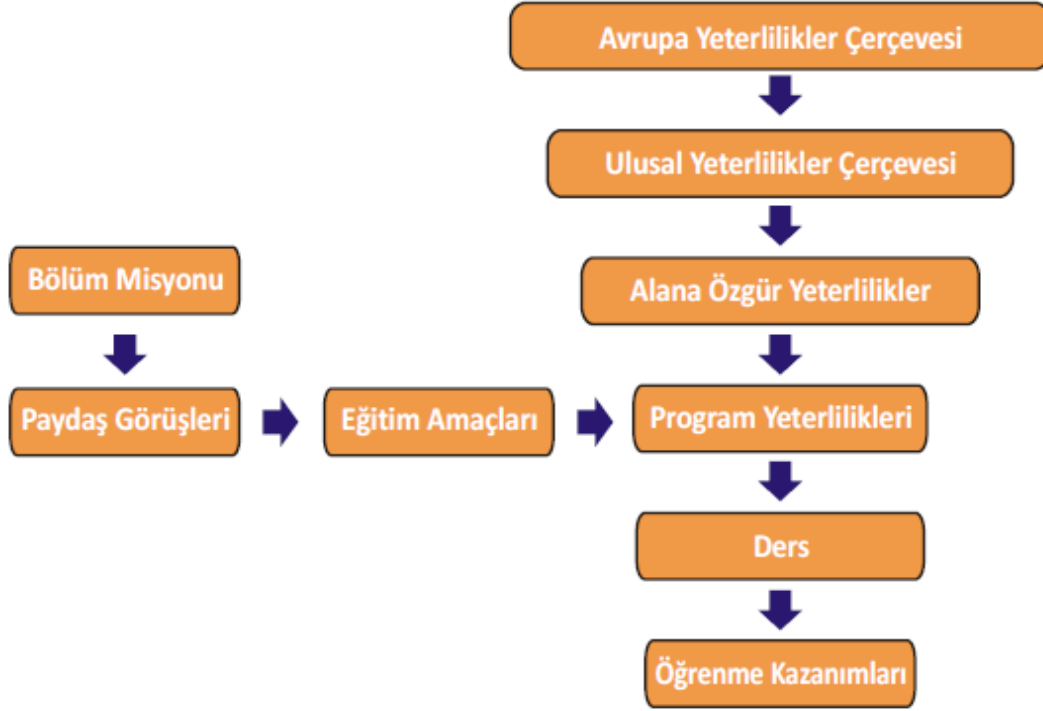 Avrupa Yeterlilikler Çerçevesi
Ulusal Yeterlilikler Çerçevesi
Bölüm Misyonu
Alana Özgür Yeterlilikler
Paydaş Görüşleri
Eğitim Amaçları
Program Yeterlilikleri
Ders
Öğrenme Kazanımları